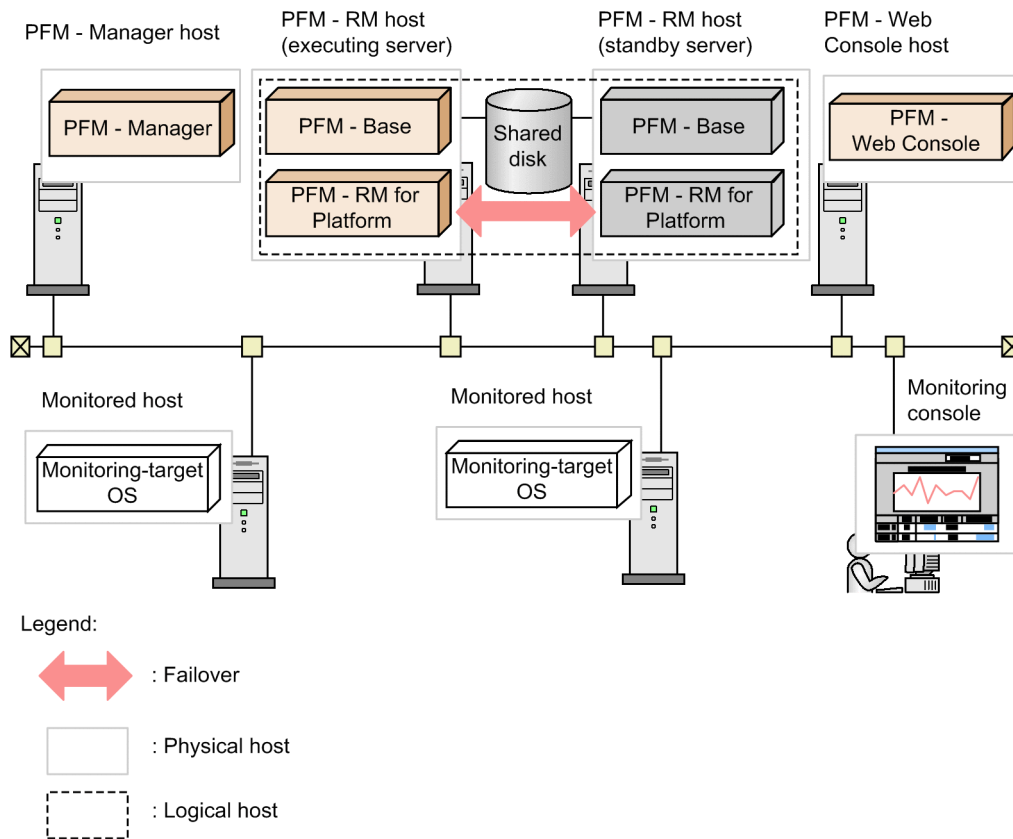 PFM - Manager host
PFM - RM host
(executing server)
PFM - RM host
(standby server)
PFM - Web
Console host
PFM - Manager
PFM - Base
Shared
disk
PFM - Base
PFM -
Web Console
PFM - RM for
Platform
PFM - RM for
Platform
Monitored host
Monitored host
Monitoring
console
Monitoring-target
OS
Monitoring-target
OS
Legend:
: Failover
: Physical host
: Logical host